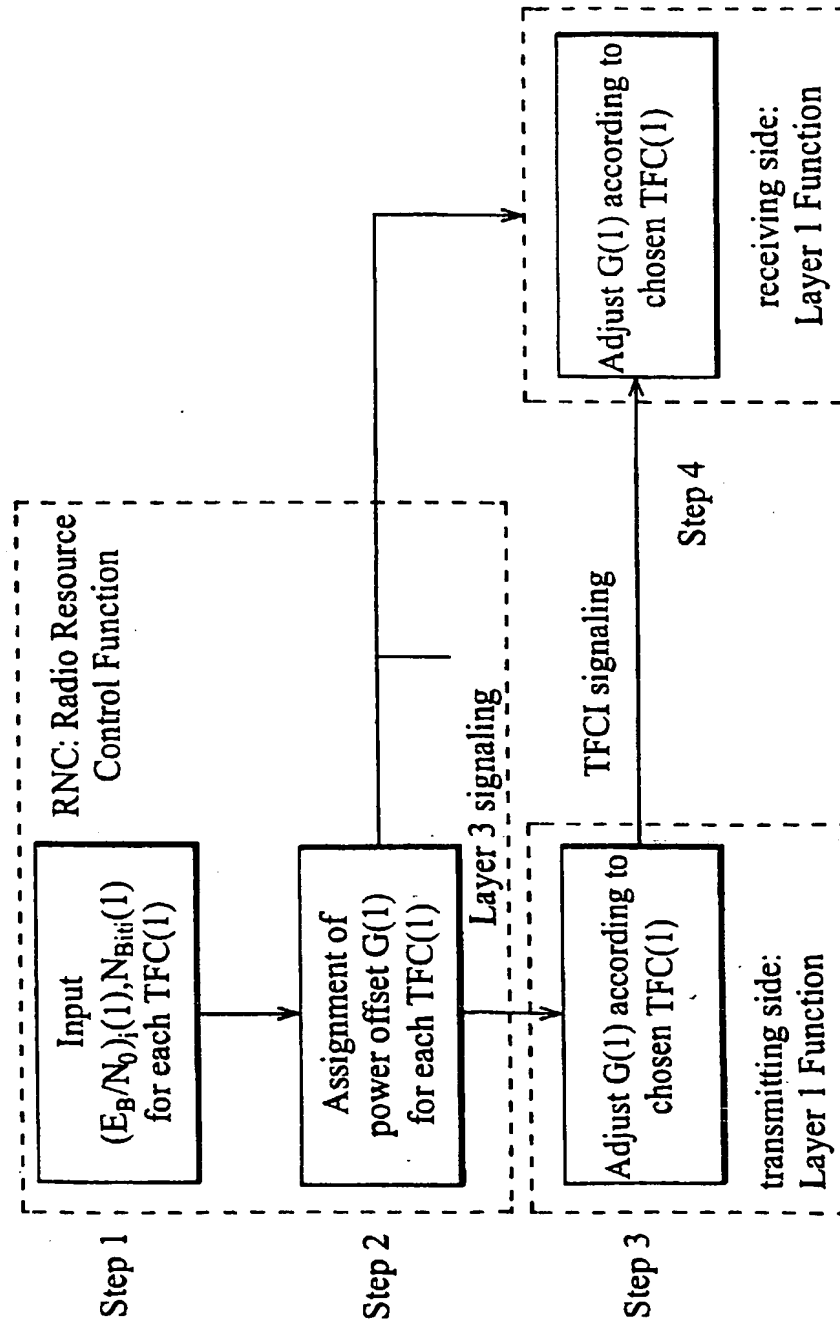 Step 1
Input
(E_B/N_0)_i(1),N_Biti(1)
for each TFC(1)
RNC: Radio Resource
Control Function
Step 2
Assignment of
power offset G(1)
for each TFC(1)
Layer 3 signaling
Step 3
Adjust G(1) according to
chosen TFC(1)
transmitting side:
Layer 1 Function
TFCI signaling
Step 4
Adjust G(1) according to
chosen TFC(1)
receiving side:
Layer 1 Function